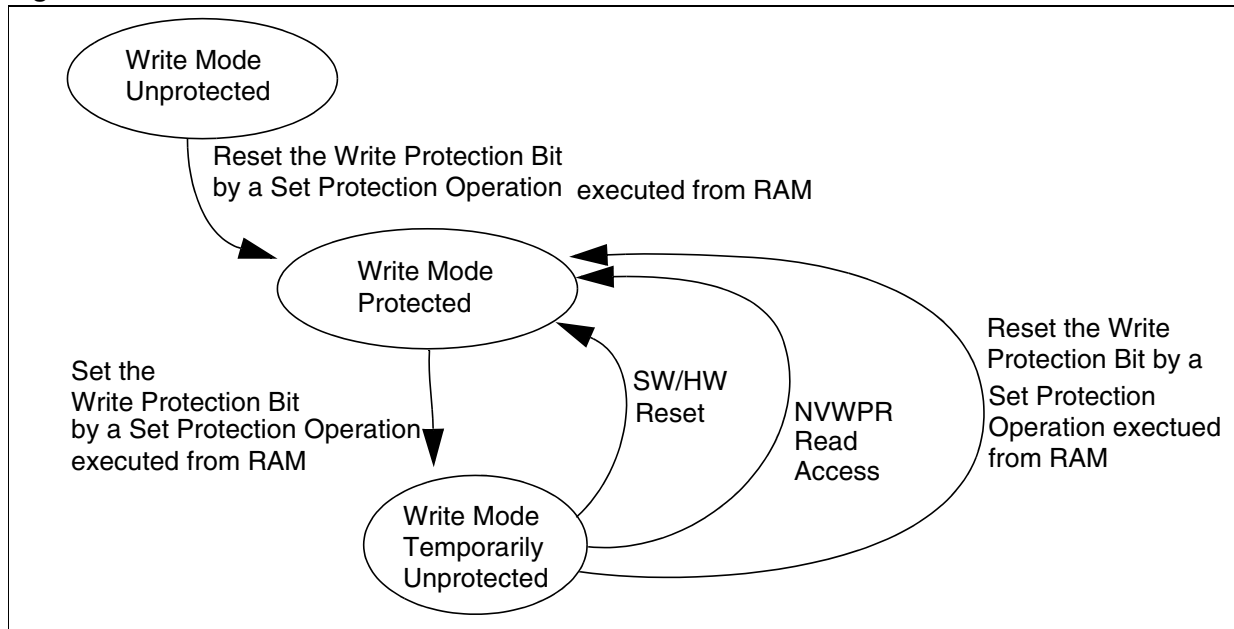 Write Mode
Unprotected
Reset the Write Protection Bit
by a Set Protection Operation executed from RAM
Write Mode
Protected
Set the
Write Protection Bit
by a Set Protection Operation
executed from RAM
SW/HW
Reset
NVWPR
Read
Access
Reset the Write
Protection Bit by a
Set Protection
Operation exectued
from RAM
Write Mode
Temporarily
Unprotected